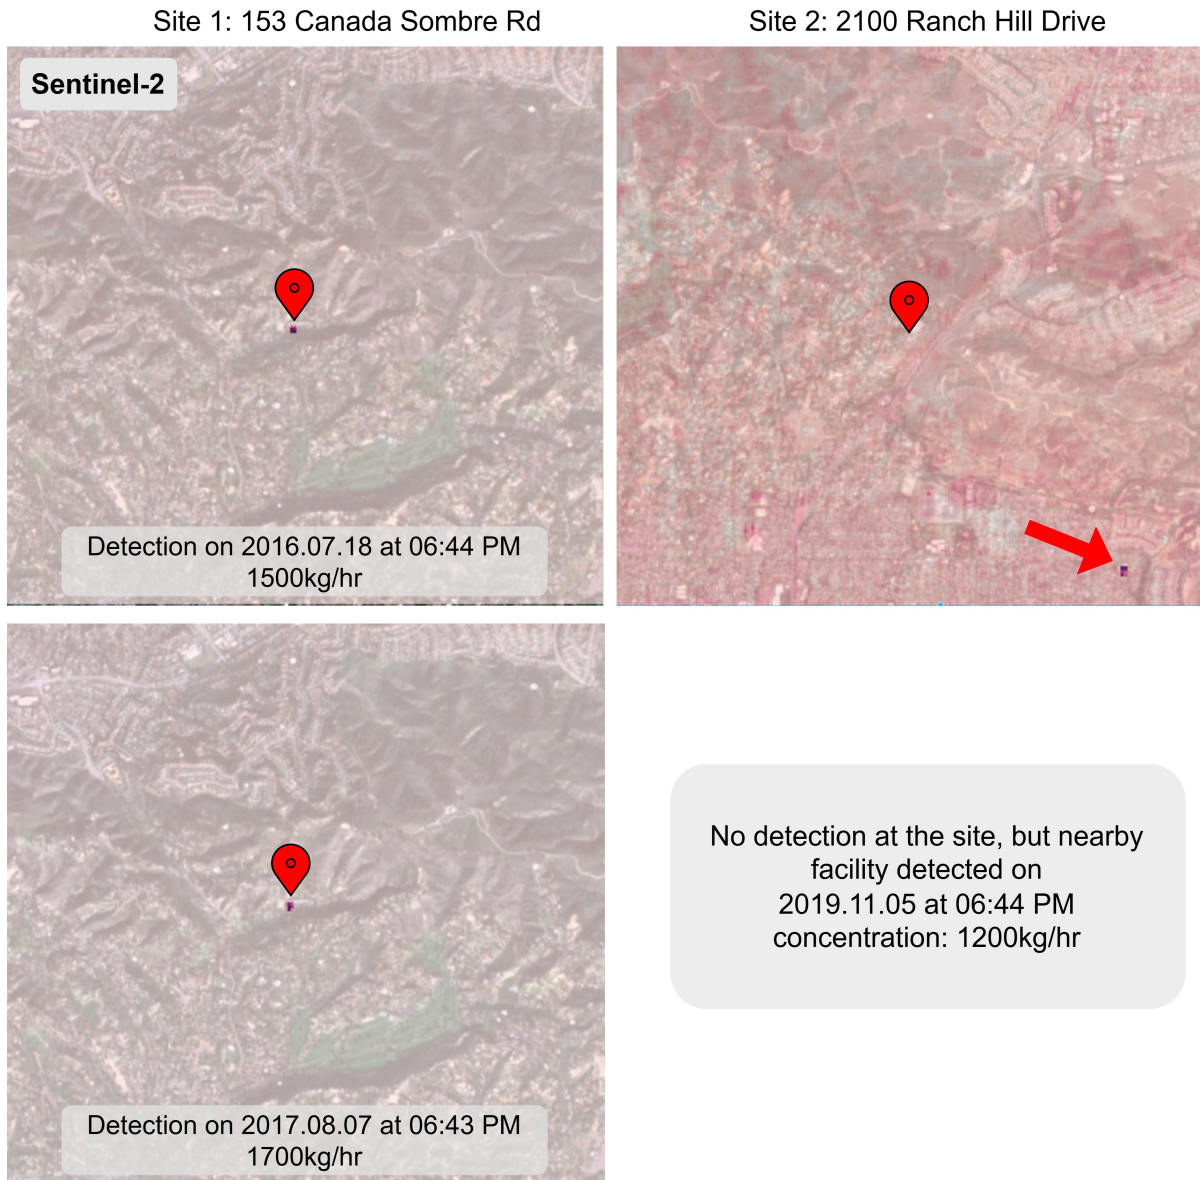 Site 1: 153 Canada Sombre Rd
Site 2: 2100 Ranch Hill Drive
Sentinel-2
Detection on 2016.07.18 at 06:44 PM
1500kg/hr
No detection at the site, but nearby
facility detected on
2019.11.05 at 06:44 PM
concentration: 1200kg/hr
Detection on 2017.08.07 at 06:43 PM
1700kg/hr